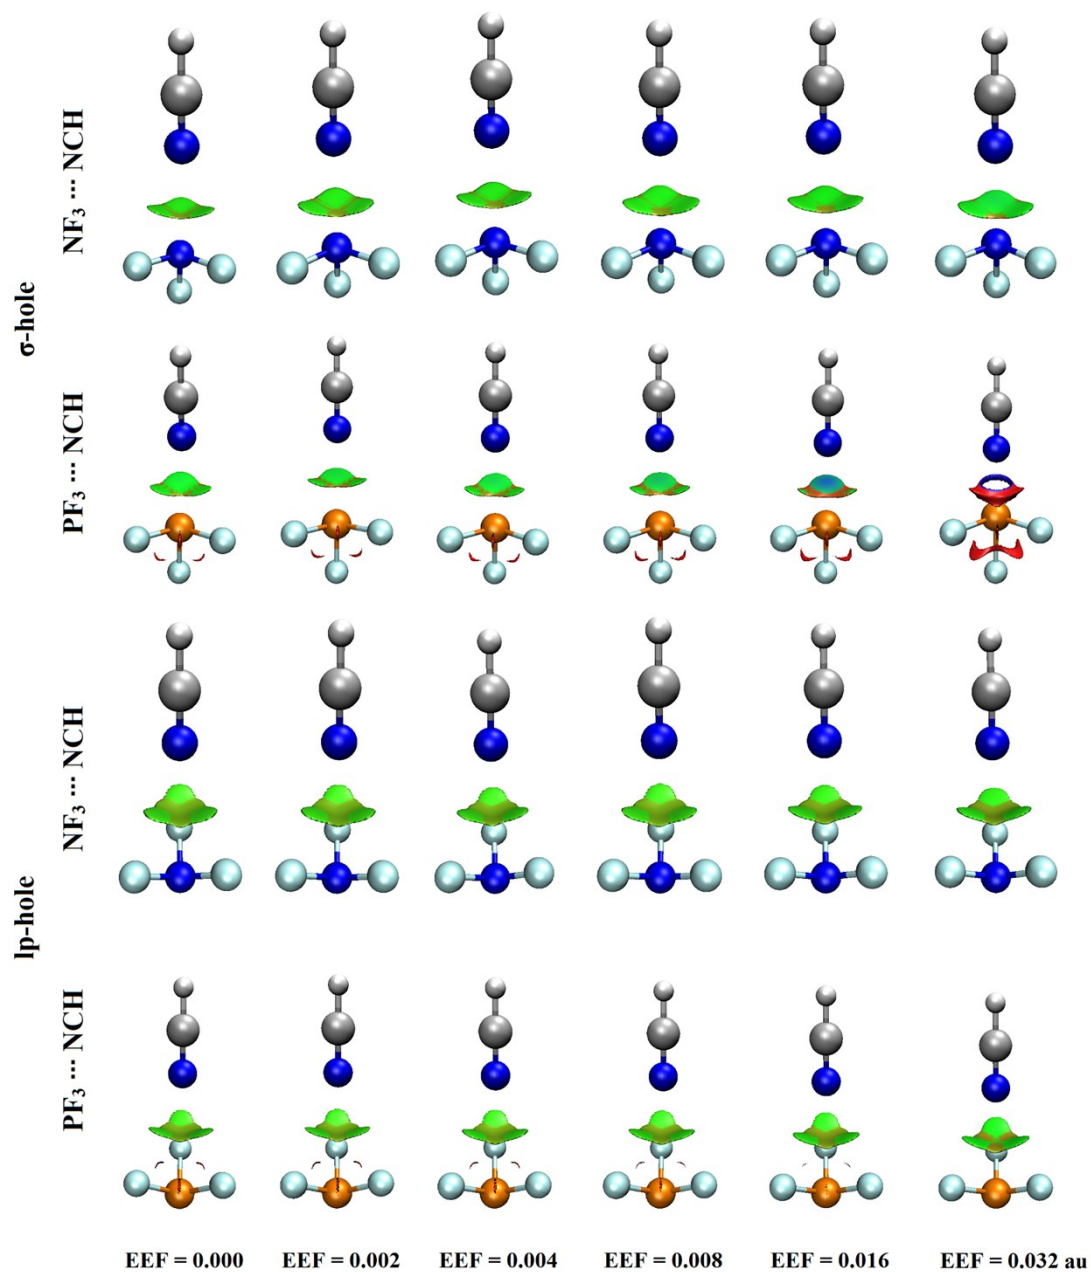 σ-hole
NF₃ ··· NCH
PF₃ ··· NCH
lp-hole
NF₃ ··· NCH
PF₃ ··· NCH
EEF = 0.000 EEF = 0.002 EEF = 0.004 EEF = 0.008 EEF = 0.016 EEF = 0.032 au